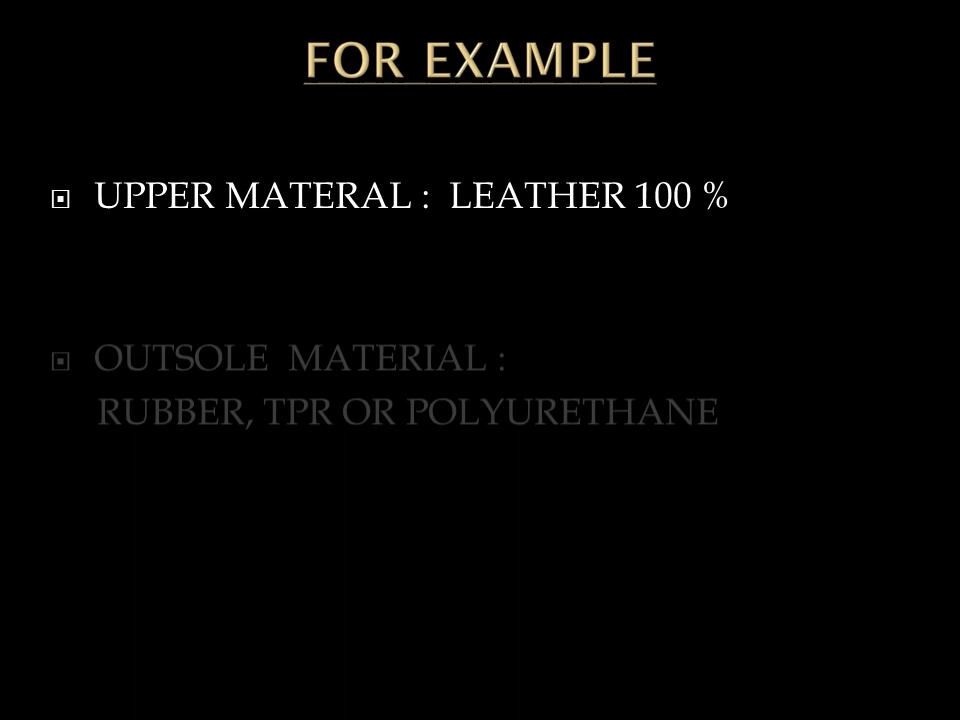 FOR EXAMPLE
UPPER MATERAL : LEATHER 100 %
OUTSOLE MATERIAL :
RUBBER, TPR OR POLYURETHANE